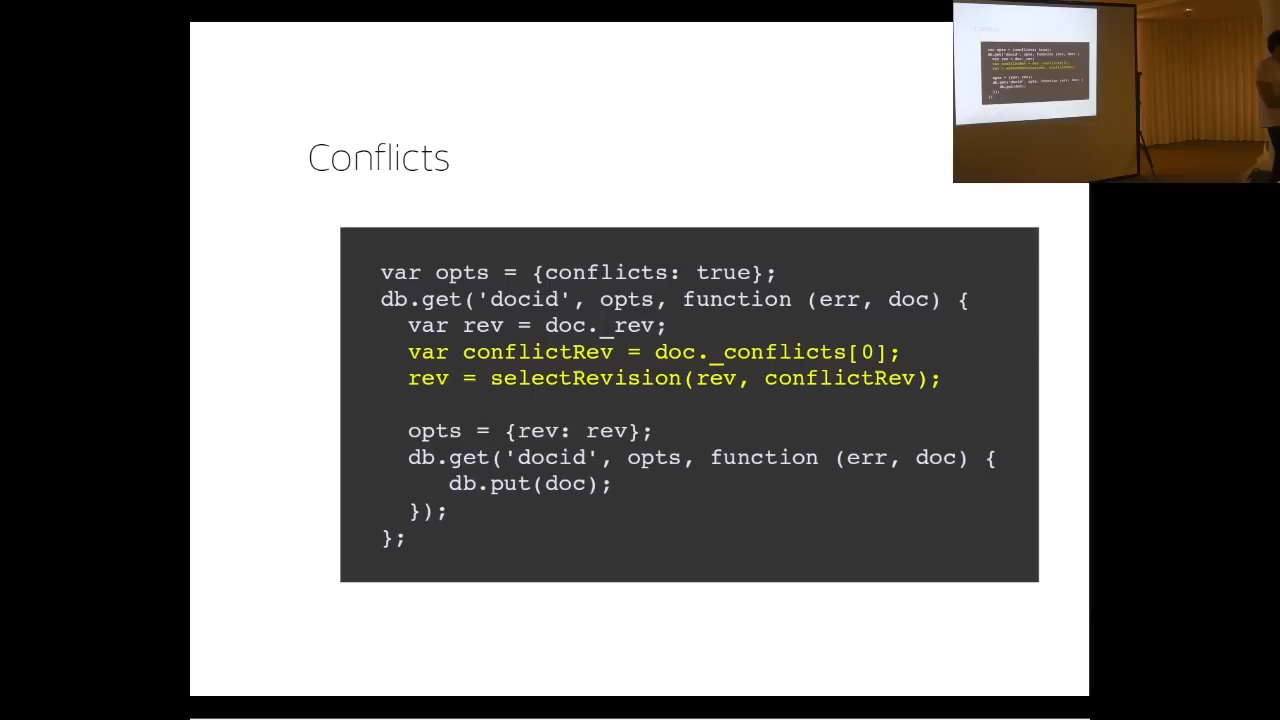 Conflicts
var opts = {conflicts: true};
db.get('docid', opts, function (err, doc) {
var rev = doc._rev;
var conflictRev = doc._conflicts[0];
rev = selectRevision(rev, conflictRev);
opts = {rev: rev};
db.get('docid', opts, function (err, doc) {
db.put(doc);
});
};